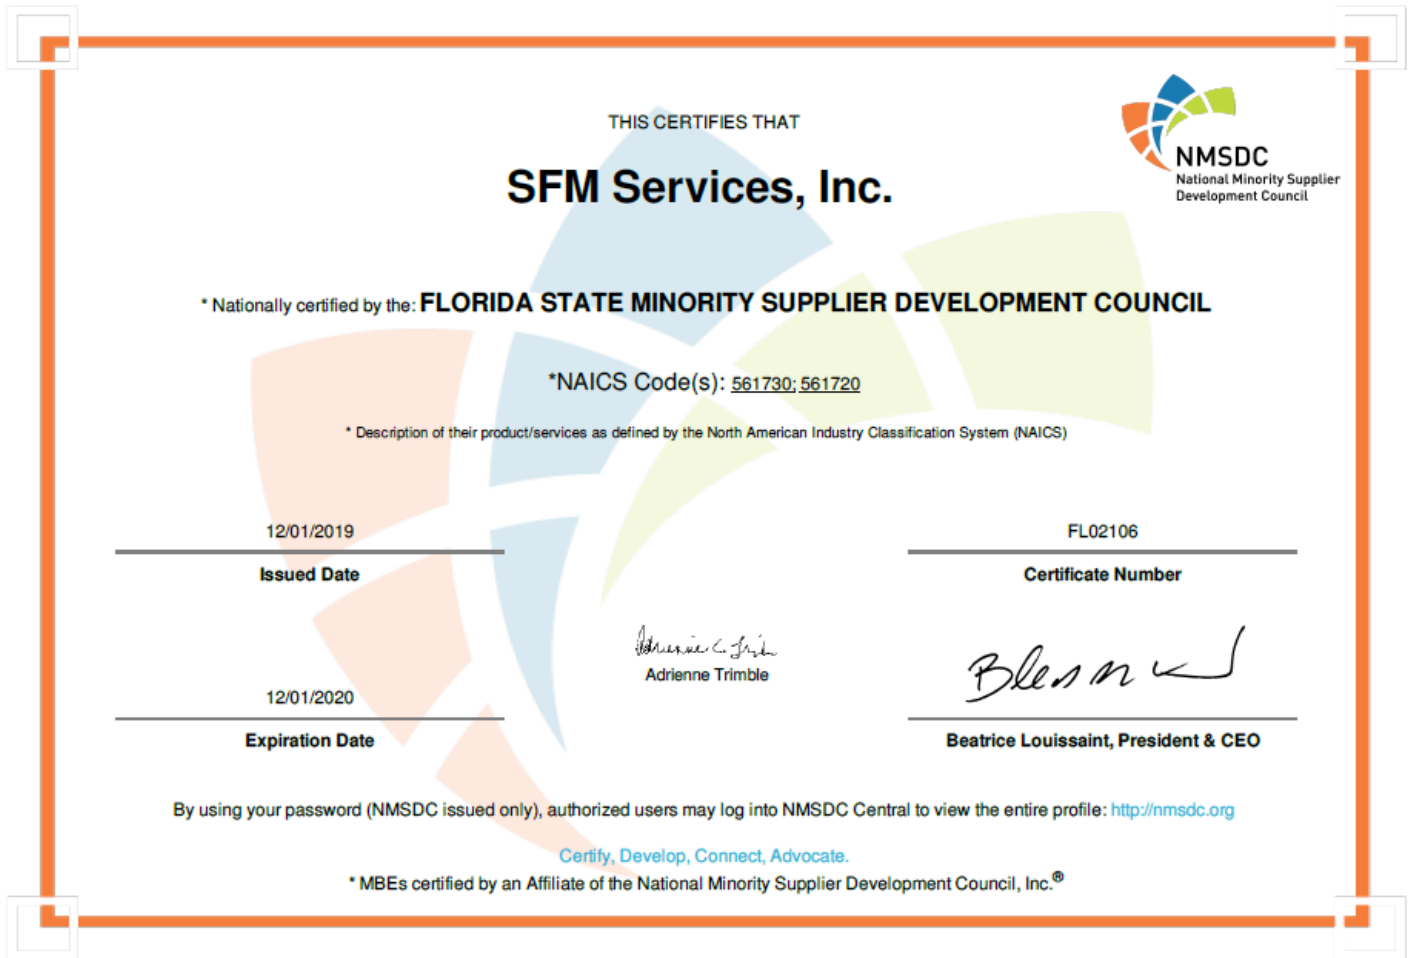 THIS CERTIFIES THAT
NMSDC
National Minority Supplier
Development Council
SFM Services, Inc.
* Nationally certified by the: FLORIDA STATE MINORITY SUPPLIER DEVELOPMENT COUNCIL
*NAICS Code(s): 561730; 561720
* Description of their product/services as defined by the North American Industry Classification System (NAICS)
12/01/2019
Issued Date
FL02106
Certificate Number
Adrienne Trimble
12/01/2020
Expiration Date
Beatrice Louissaint, President & CEO
By using your password (NMSDC issued only), authorized users may log into NMSDC Central to view the entire profile: http://nmsdc.org
Certify, Develop, Connect, Advocate.
* MBEs certified by an Affiliate of the National Minority Supplier Development Council, Inc.®